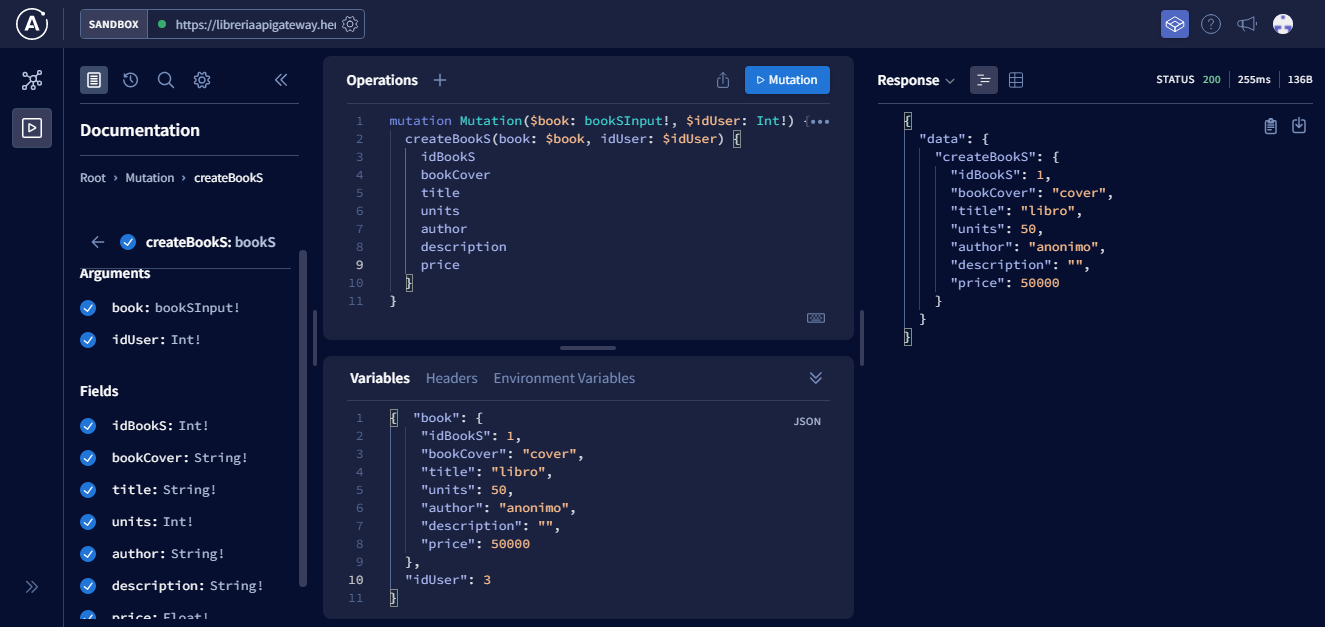 SANDBOX
https://libreriaapigateway.her
Documentation
Root › Mutation › createBookS
createBookS: bookS
Arguments
book: bookSInput!
idUser: Int!
Fields
idBookS: Int!
bookCover: String!
title: String!
units: Int!
author: String!
description: String!
price: Float!
Operations
Mutation
1 mutation Mutation($book: bookSInput!, $idUser: Int!) {
2 createBookS(book: $book, idUser: $idUser) {
3 idBookS
4 bookCover
5 title
6 units
7 author
8 description
9 price
10 }
11 }
Variables Headers Environment Variables
JSON
1 { "book": {
2 "idBookS": 1,
3 "bookCover": "cover",
4 "title": "libro",
5 "units": 50,
6 "author": "anonimo",
7 "description": "",
8 "price": 50000
9 },
10 "idUser": 3
11 }
Response
STATUS 200 255ms 136B
{
"data": {
"createBookS": {
"idBookS": 1,
"bookCover": "cover",
"title": "libro",
"units": 50,
"author": "anonimo",
"description": "",
"price": 50000
}
}
}